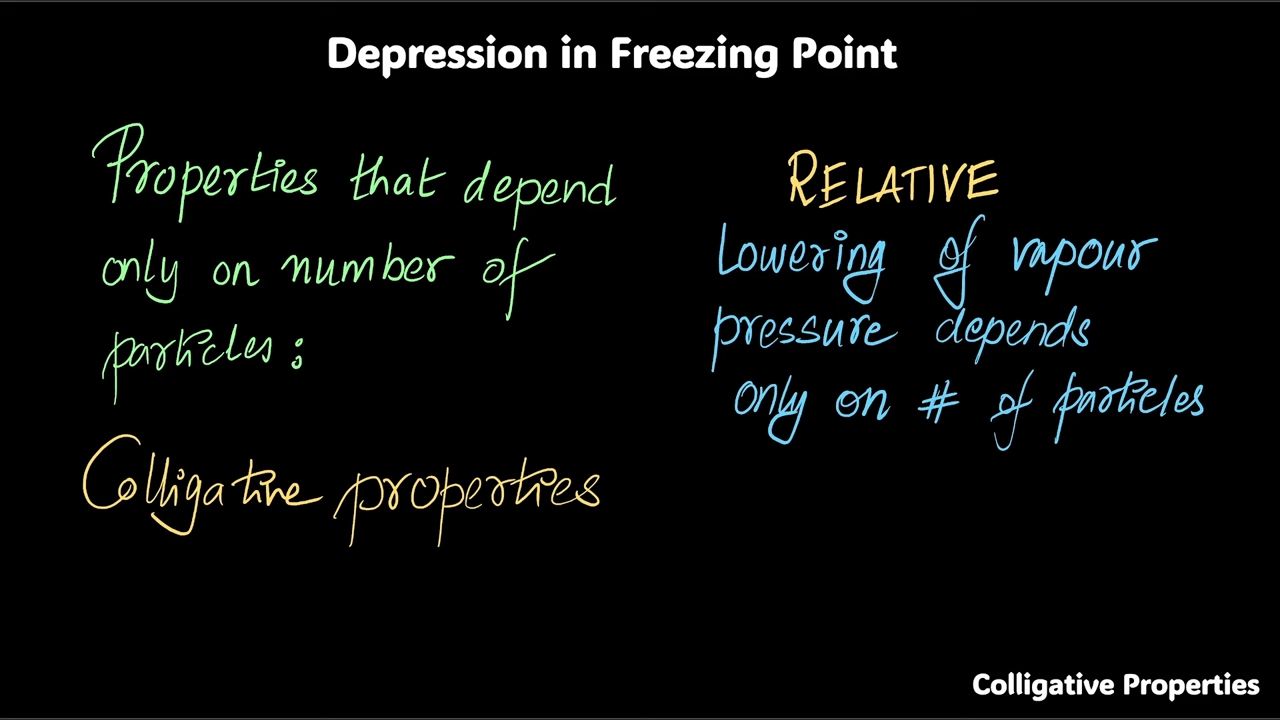 Depression in Freezing Point
Properties that depend
only on number of
particles:
Colligative properties
RELATIVE
Lowering of vapour
pressure depends
only on # of particles
Colligative Properties